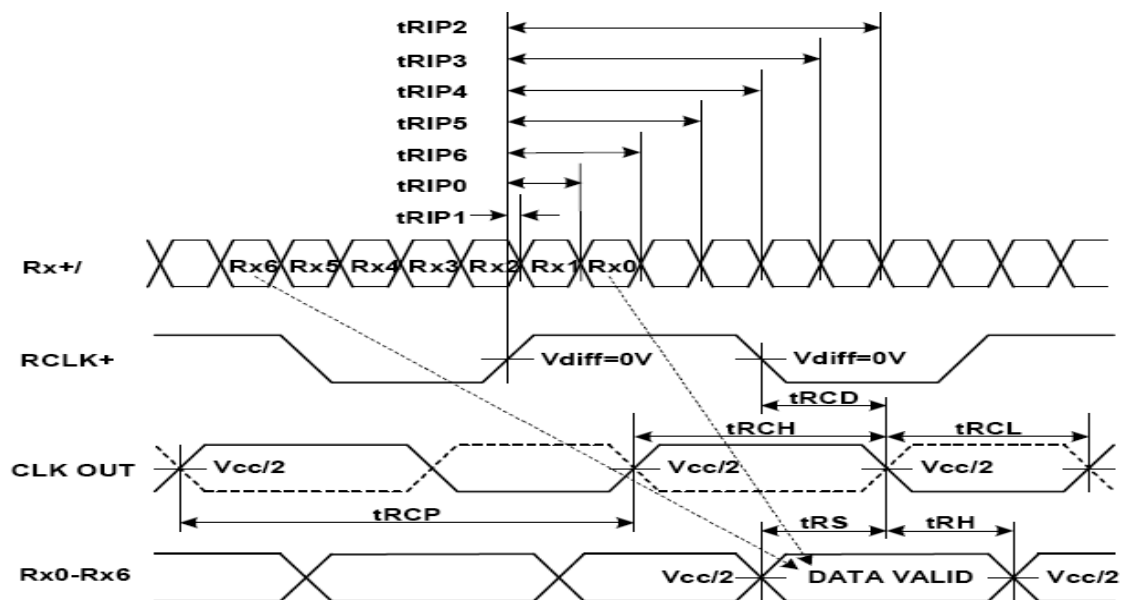 tRIP2
tRIP3
tRIP4
tRIP5
tRIP6
tRIP0
tRIP1
Rx+/ Rx6 Rx5 Rx4 Rx3 Rx2 Rx1 Rx0
RCLK+ Vdiff=0V Vdiff=0V
tRCD
tRCH tRCL
CLK OUT Vcc/2 Vcc/2 Vcc/2
tRCP tRS tRH
Rx0-Rx6 Vcc/2 DATA VALID Vcc/2